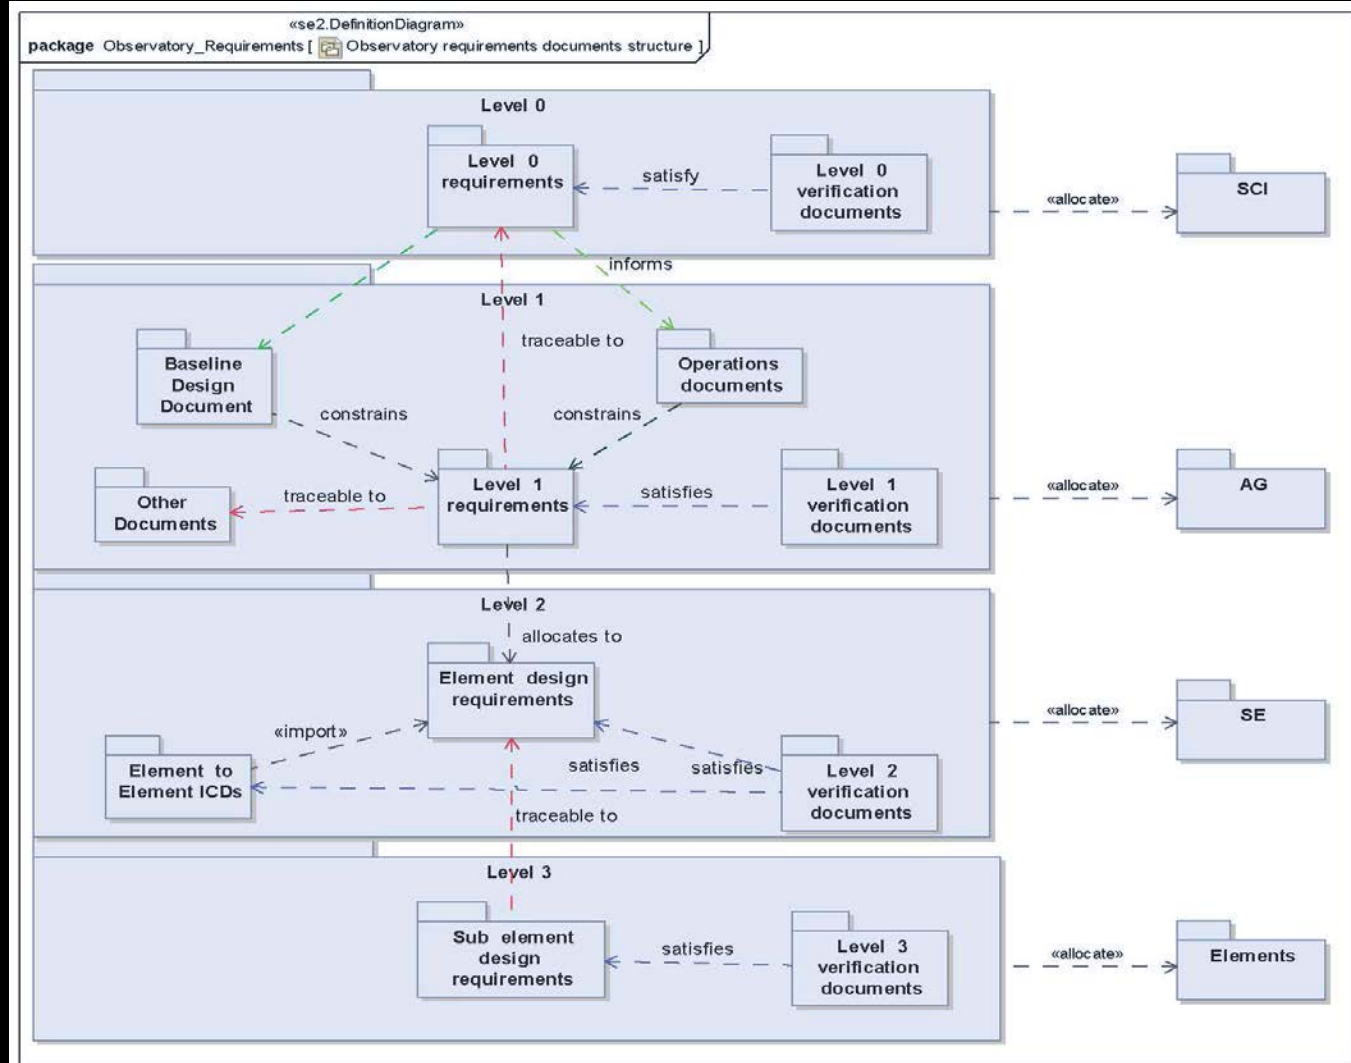 «se2.DefinitionDiagram»
package Observatory_Requirements [ Observatory requirements documents structure ]
Level 0
Level 0
requirements
satisfy
Level 0
verification
documents
«allocate»
SCI
informs
Level 1
traceable to
Baseline
Design
Document
Operations
documents
constrains
constrains
Other
Documents
traceable to
Level 1
requirements
satisfies
Level 1
verification
documents
«allocate»
AG
Level 2
allocates to
Element design
requirements
«import»
Element to
Element ICDs
satisfies
satisfies
Level 2
verification
documents
«allocate»
SE
traceable to
Level 3
Sub element
design
requirements
satisfies
Level 3
verification
documents
«allocate»
Elements